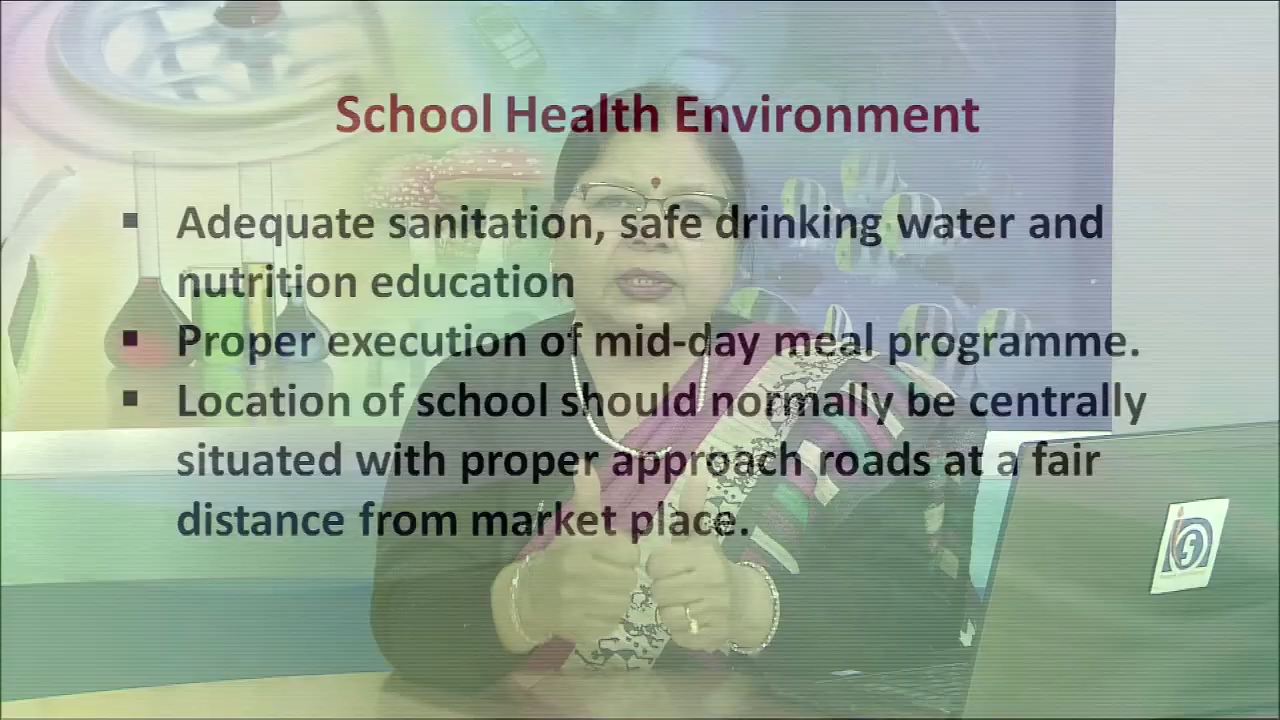 School Health Environment
▪ Adequate sanitation, safe drinking water and
nutrition education
▪ Proper execution of mid-day meal programme.
▪ Location of school should normally be centrally
situated with proper approach roads at a fair
distance from market place.